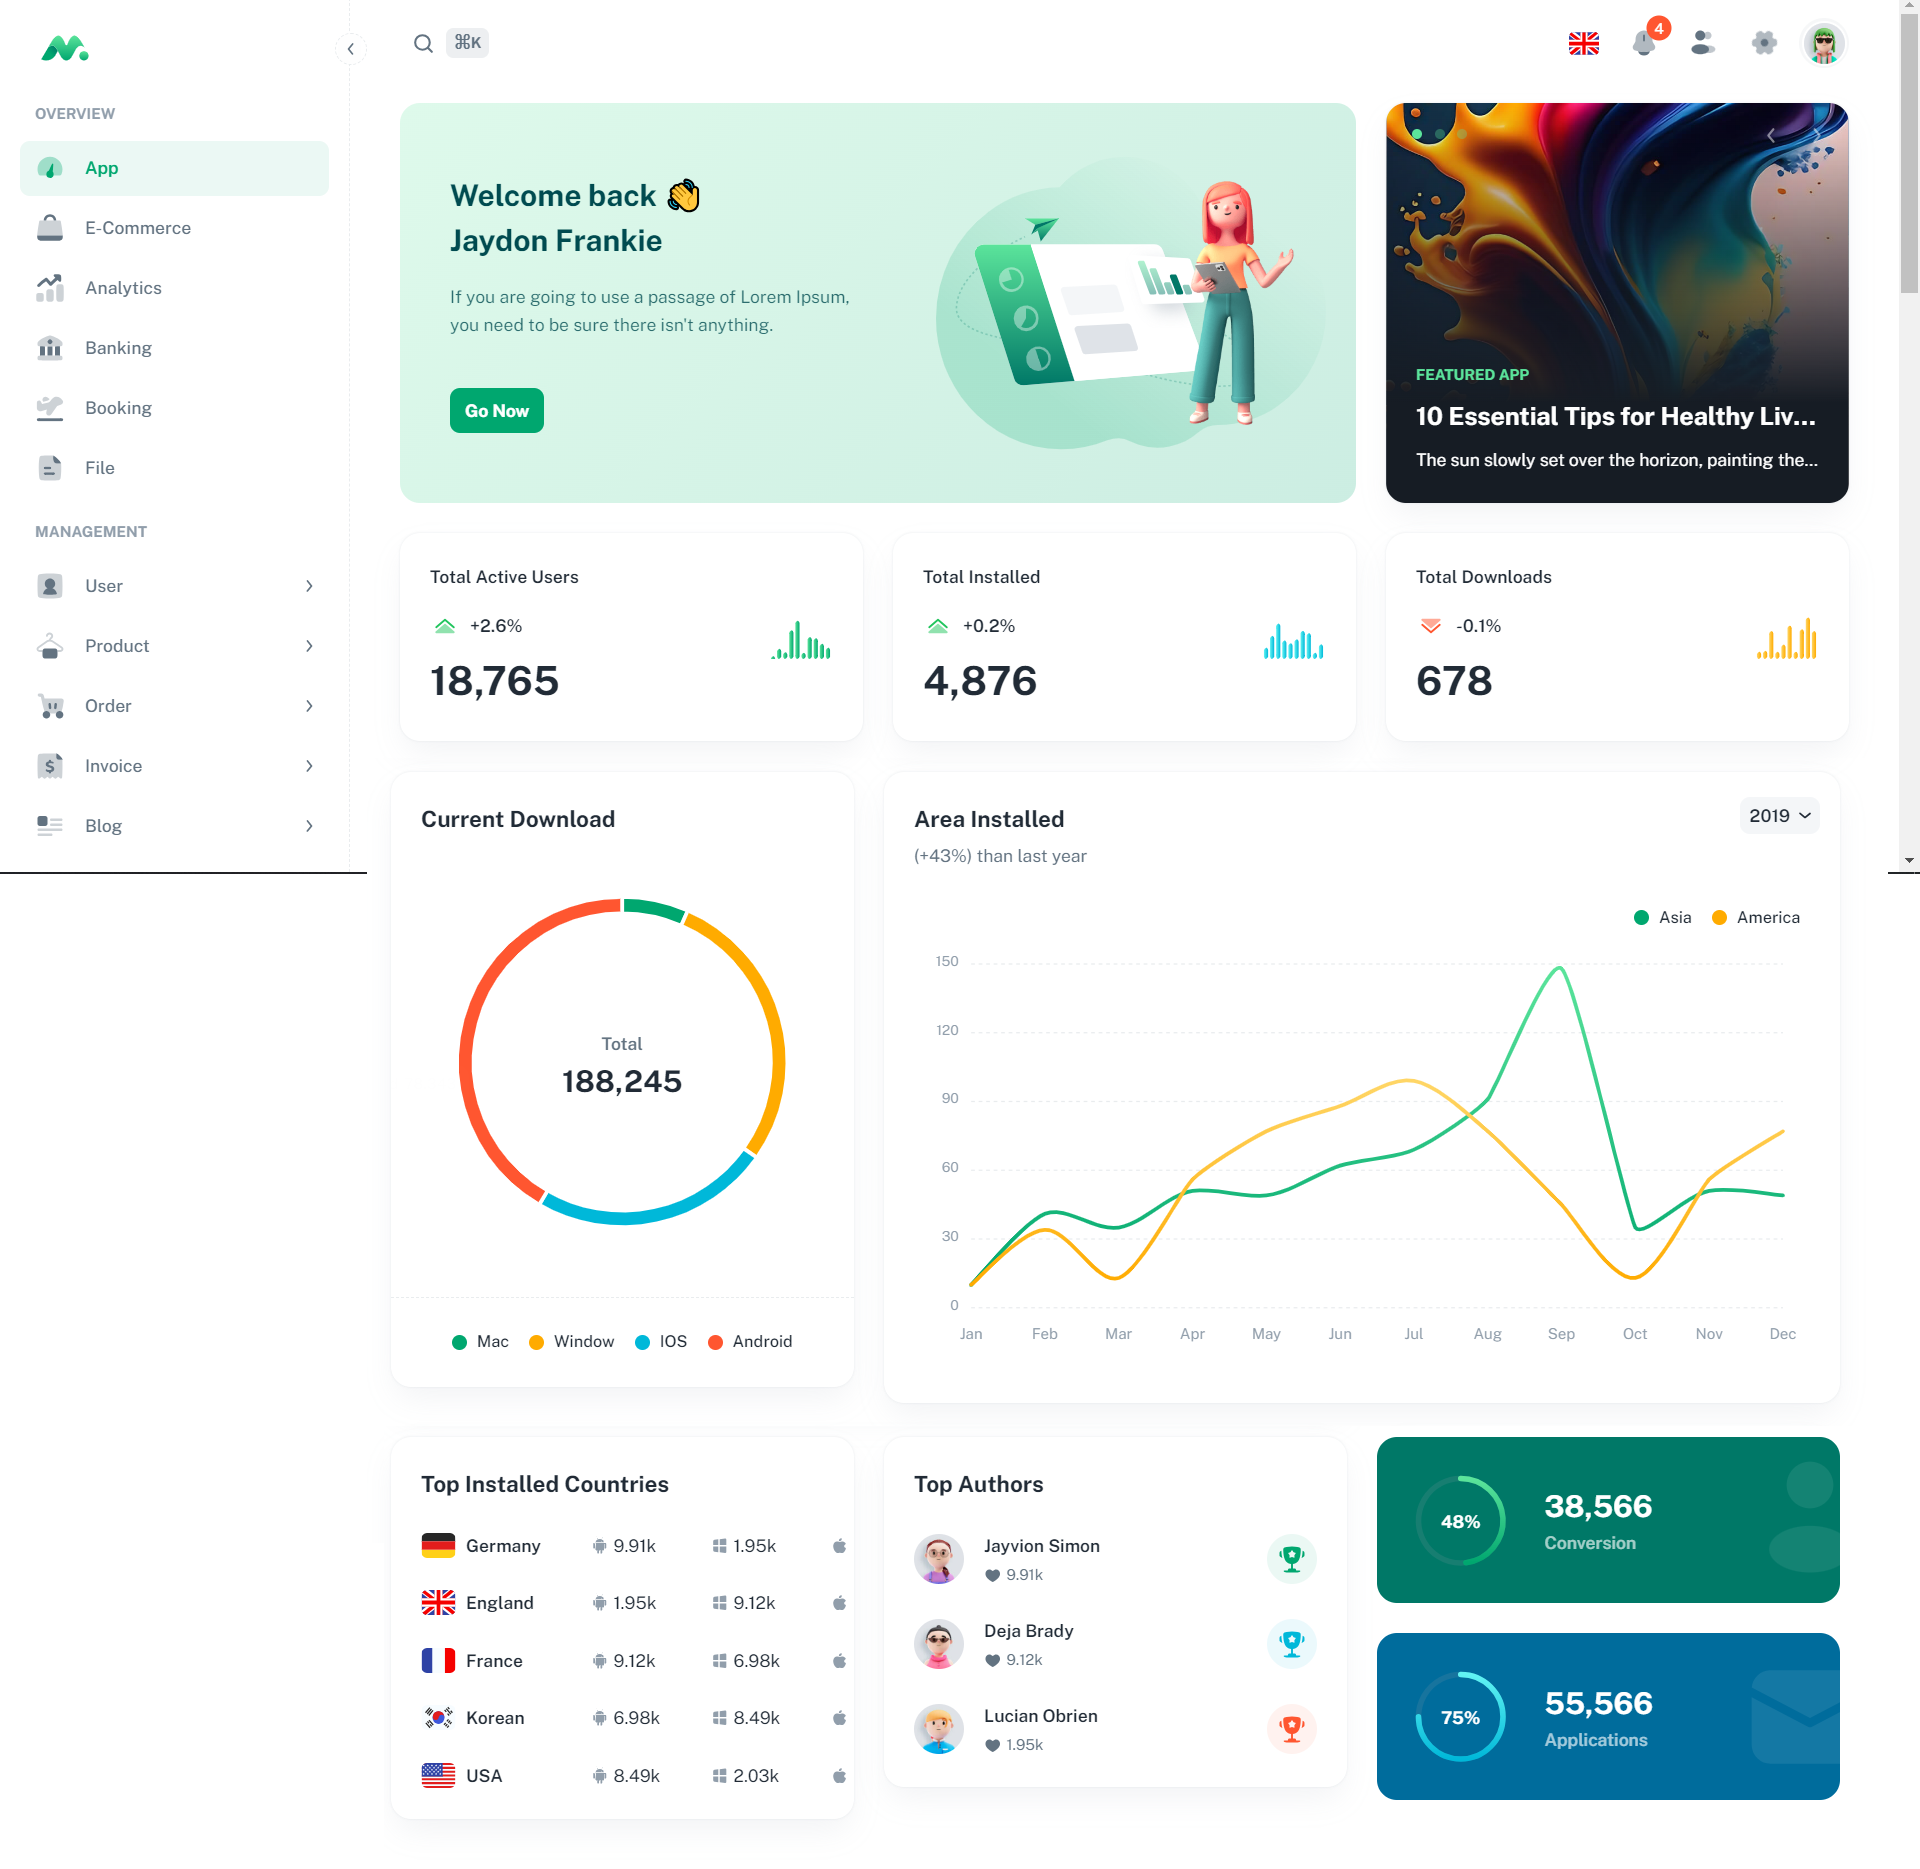 ⌘K
4
OVERVIEW
App
E-Commerce
Analytics
Banking
Booking
File
MANAGEMENT
User
Product
Order
Invoice
Blog
Welcome back 👋
Jaydon Frankie
If you are going to use a passage of Lorem Ipsum,
you need to be sure there isn't anything.
Go Now
FEATURED APP
10 Essential Tips for Healthy Liv...
The sun slowly set over the horizon, painting the...
Total Active Users
+2.6%
18,765
Total Installed
+0.2%
4,876
Total Downloads
-0.1%
678
Current Download
Total
188,245
Mac Window IOS Android
Area Installed
(+43%) than last year
2019
Asia America
150
120
90
60
30
0
Jan Feb Mar Apr May Jun Jul Aug Sep Oct Nov Dec
Top Installed Countries
Germany 9.91k 1.95k
England 1.95k 9.12k
France 9.12k 6.98k
Korean 6.98k 8.49k
USA 8.49k 2.03k
Top Authors
Jayvion Simon
9.91k
Deja Brady
9.12k
Lucian Obrien
1.95k
48%
38,566
Conversion
75%
55,566
Applications